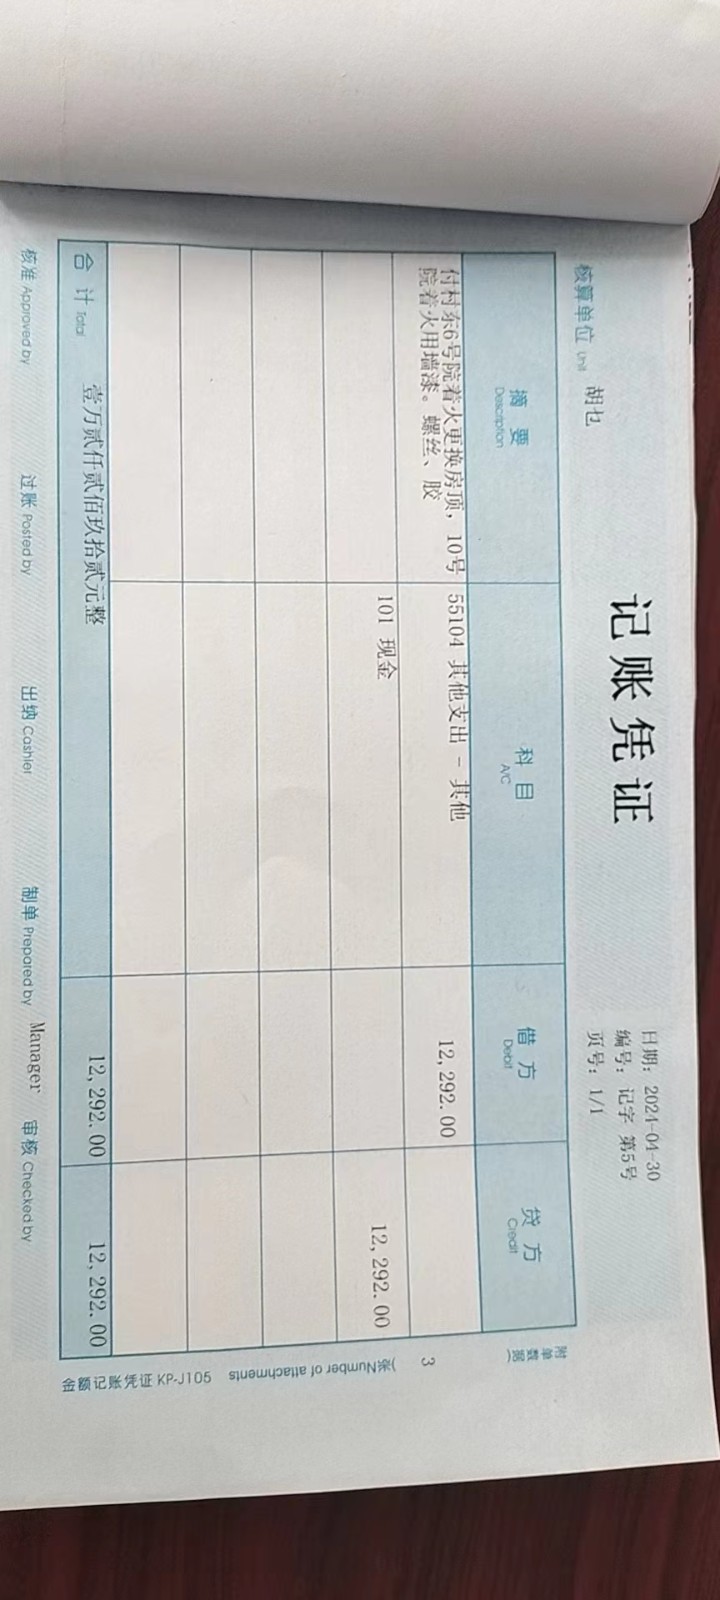 记账凭证
日期: 2024-04-30
编号: 记字 第5号
页号: 1/1
核算单位 Unit 胡乜
摘要 Description 科目 A/C 借方 Debit 贷方 Credit
付村东6号院着火更换房顶, 10号 55104 其他支出 - 其他 12,292.00
院着火用墙漆。螺丝、胶
101 现金 12,292.00
合计 Total 壹万贰仟贰佰玖拾贰元整 12,292.00 12,292.00
附单数据( 3 )张 Number of attachments
金额记账凭证 KP-J105
核准 Approved by 过账 Posted by 出纳 Cashier 制单 Prepared by Manager 审核 Checked by